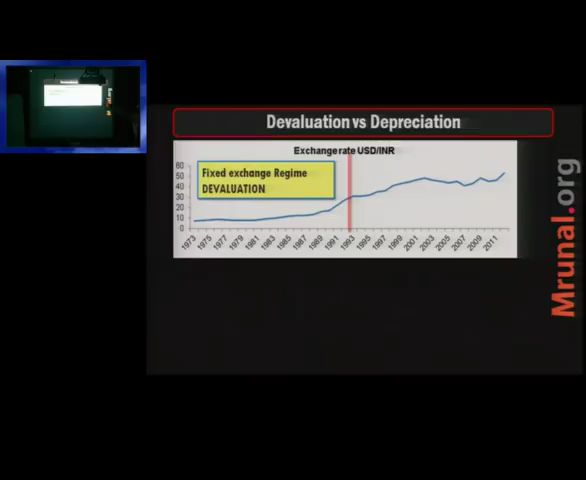 Devaluation vs Depreciation
Exchange rate USD/INR
60
50
40
30
20
10
0
Fixed exchange Regime
DEVALUATION
1973 1975 1977 1979 1981 1983 1985 1987 1989 1991 1993 1995 1997 1999 2001 2003 2005 2007 2009 2011
Mrunal.org